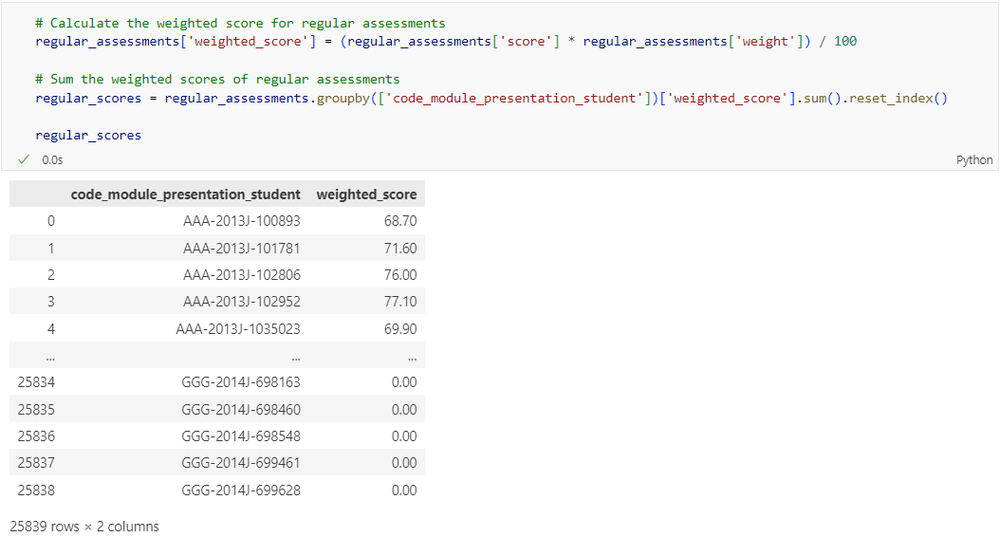 # Calculate the weighted score for regular assessments
regular_assessments['weighted_score'] = (regular_assessments['score'] * regular_assessments['weight']) / 100
# Sum the weighted scores of regular assessments
regular_scores = regular_assessments.groupby(['code_module_presentation_student'])['weighted_score'].sum().reset_index()
regular_scores
✓ 0.0s Python
code_module_presentation_student weighted_score
0 AAA-2013J-100893 68.70
1 AAA-2013J-101781 71.60
2 AAA-2013J-102806 76.00
3 AAA-2013J-102952 77.10
4 AAA-2013J-1035023 69.90
... ... ...
25834 GGG-2014J-698163 0.00
25835 GGG-2014J-698460 0.00
25836 GGG-2014J-698548 0.00
25837 GGG-2014J-699461 0.00
25838 GGG-2014J-699628 0.00
25839 rows × 2 columns